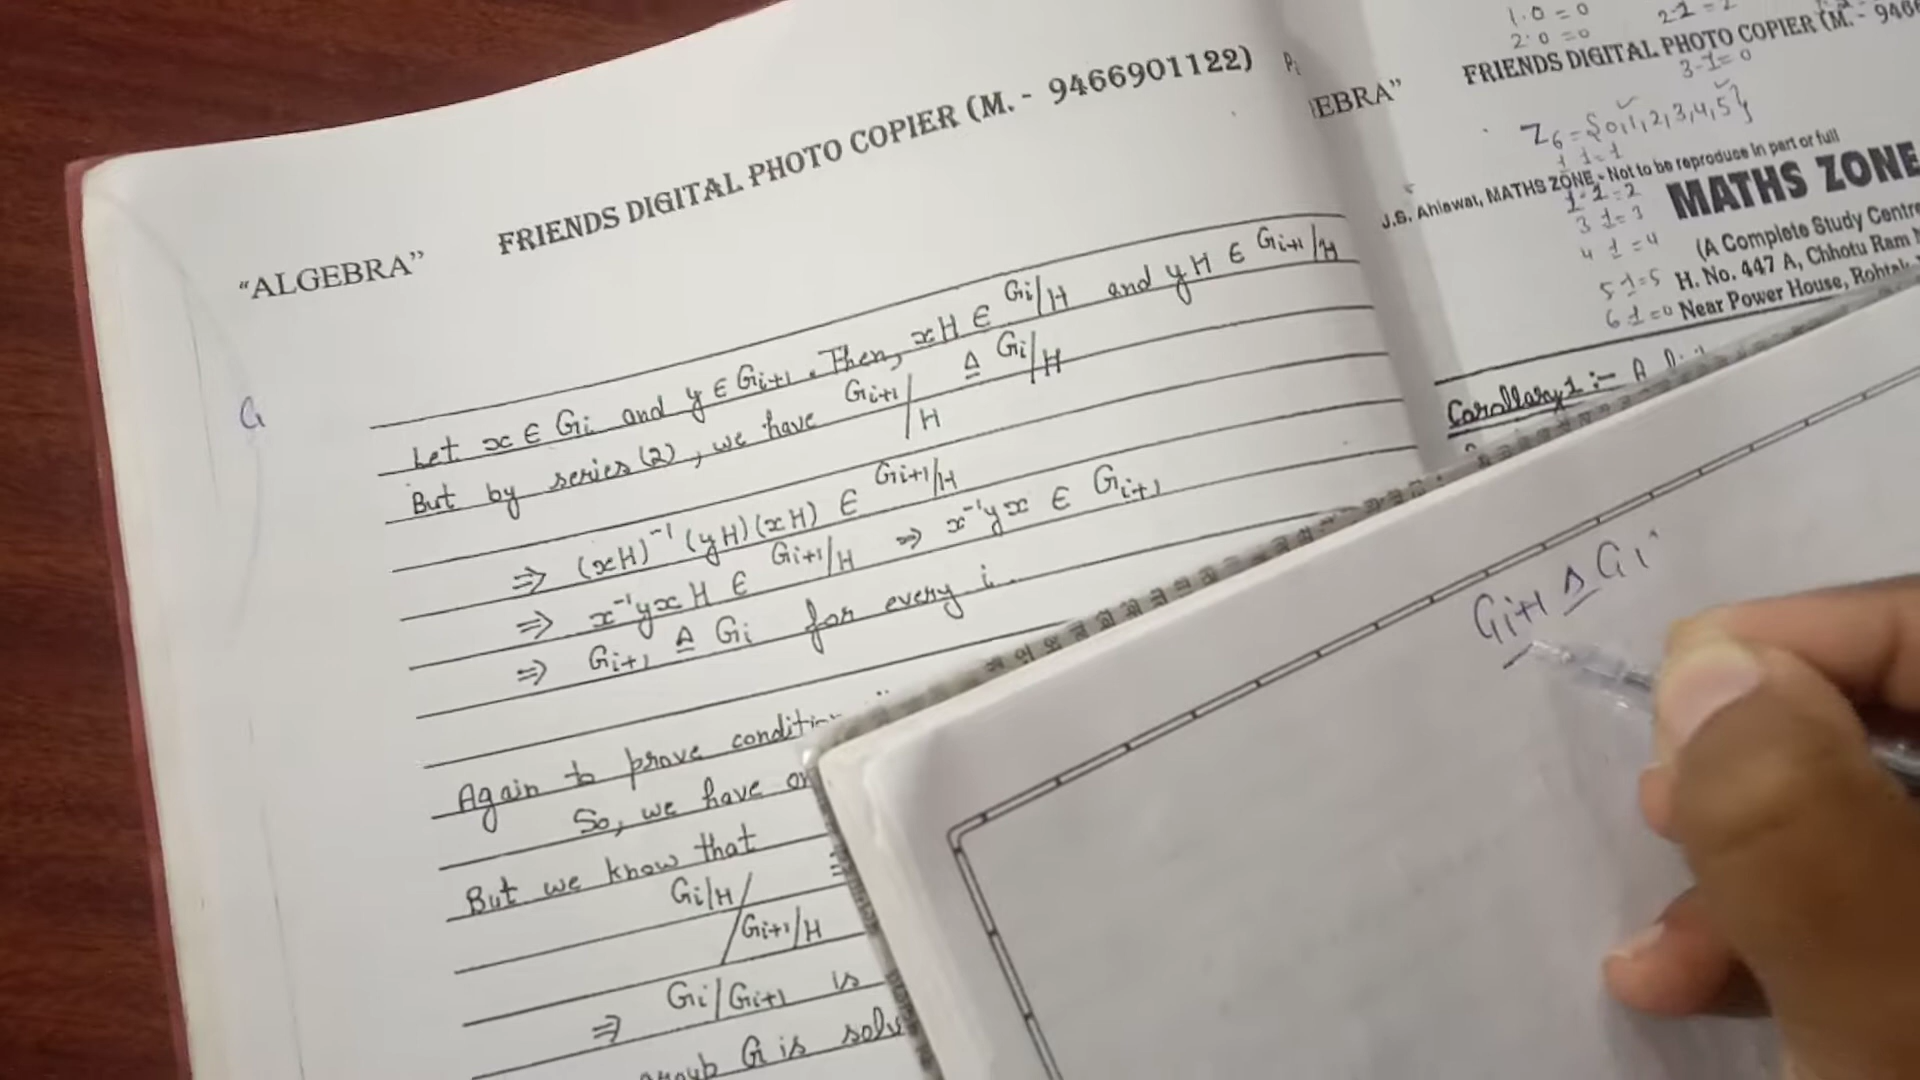 "ALGEBRA" FRIENDS DIGITAL PHOTO COPIER (M. - 9466901122)
G
Let x ∈ Gi and y ∈ Gi+1. Then, xH ∈ Gi/H and yH ∈ Gi+1/H
But by series (2), we have Gi+1/H ⊴ Gi/H
⇒ (xH)⁻¹(yH)(xH) ∈ Gi+1/H
⇒ x⁻¹yxH ∈ Gi+1/H ⇒ x⁻¹yx ∈ Gi+1
⇒ Gi+1 ⊴ Gi for every i.
Again to prove
So, we have
But we know that
Gi/H / Gi+1/H
⇒ Gi/Gi+1 is
G is
1·0=0
2·0=0
2·1=2
EBRA" FRIENDS DIGITAL PHOTO COPIER (M. - 946
3·1=0
Z6={0,1,2,3,4,5}
1·1=1
J.S. Ahlawat, MATHS ZONE - Not to be reproduce in part or full
MATHS ZONE
3 1=3
4 1=4
(A Complete Study Centre
5 1=5 H. No. 447 A, Chhotu Ram
6 1=0 Near Power House, Rohtak
Corollary 1 :- A
Gi+1 ⊴ Gi